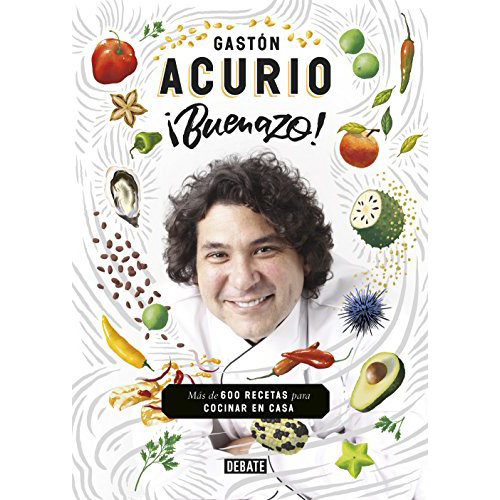 GASTÓN
ACURIO
¡Buenazo!
Más de 600 RECETAS para
COCINAR EN CASA
DEBATE